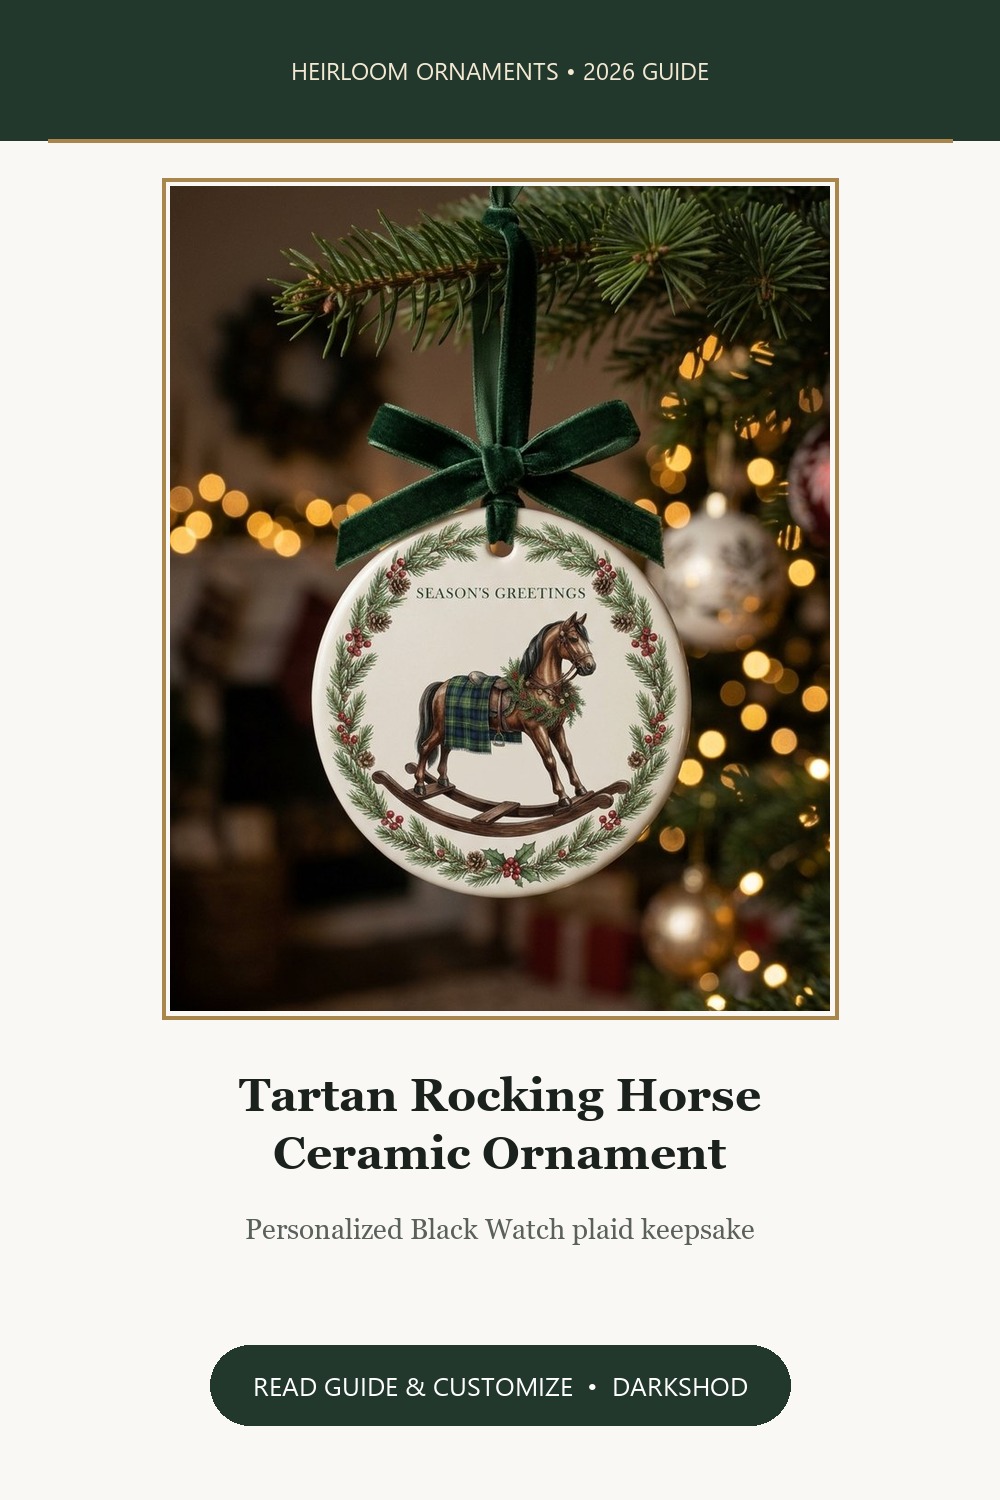 HEIRLOOM ORNAMENTS • 2026 GUIDE
SEASON'S GREETINGS
Tartan Rocking Horse
Ceramic Ornament
Personalized Black Watch plaid keepsake
READ GUIDE & CUSTOMIZE • DARKSHOD